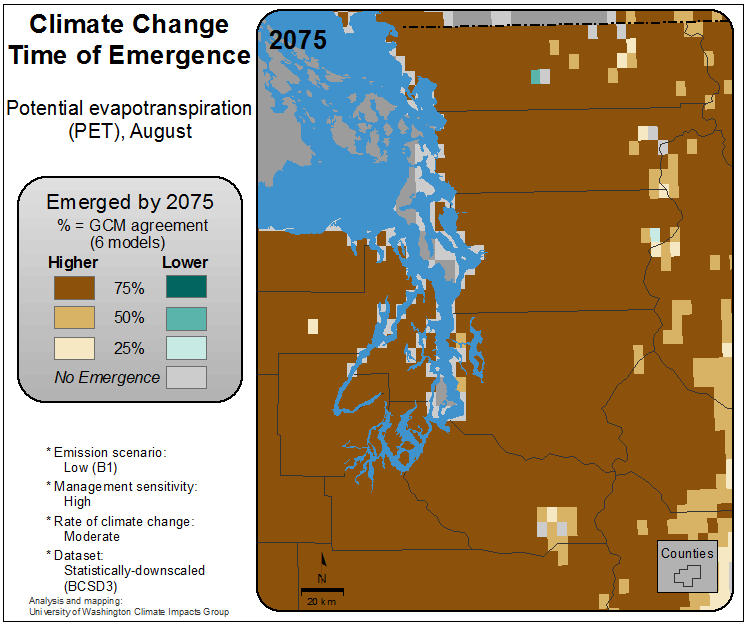 Climate Change
Time of Emergence
Potential evapotranspiration
(PET), August
Emerged by 2075
% = GCM agreement
(6 models)
Higher Lower
75%
50%
25%
No Emergence
* Emission scenario:
Low (B1)
* Management sensitivity:
High
* Rate of climate change:
Moderate
* Dataset:
Statistically-downscaled
(BCSD3)
Analysis and mapping:
University of Washington Climate Impacts Group
2075
N
20 km
Counties